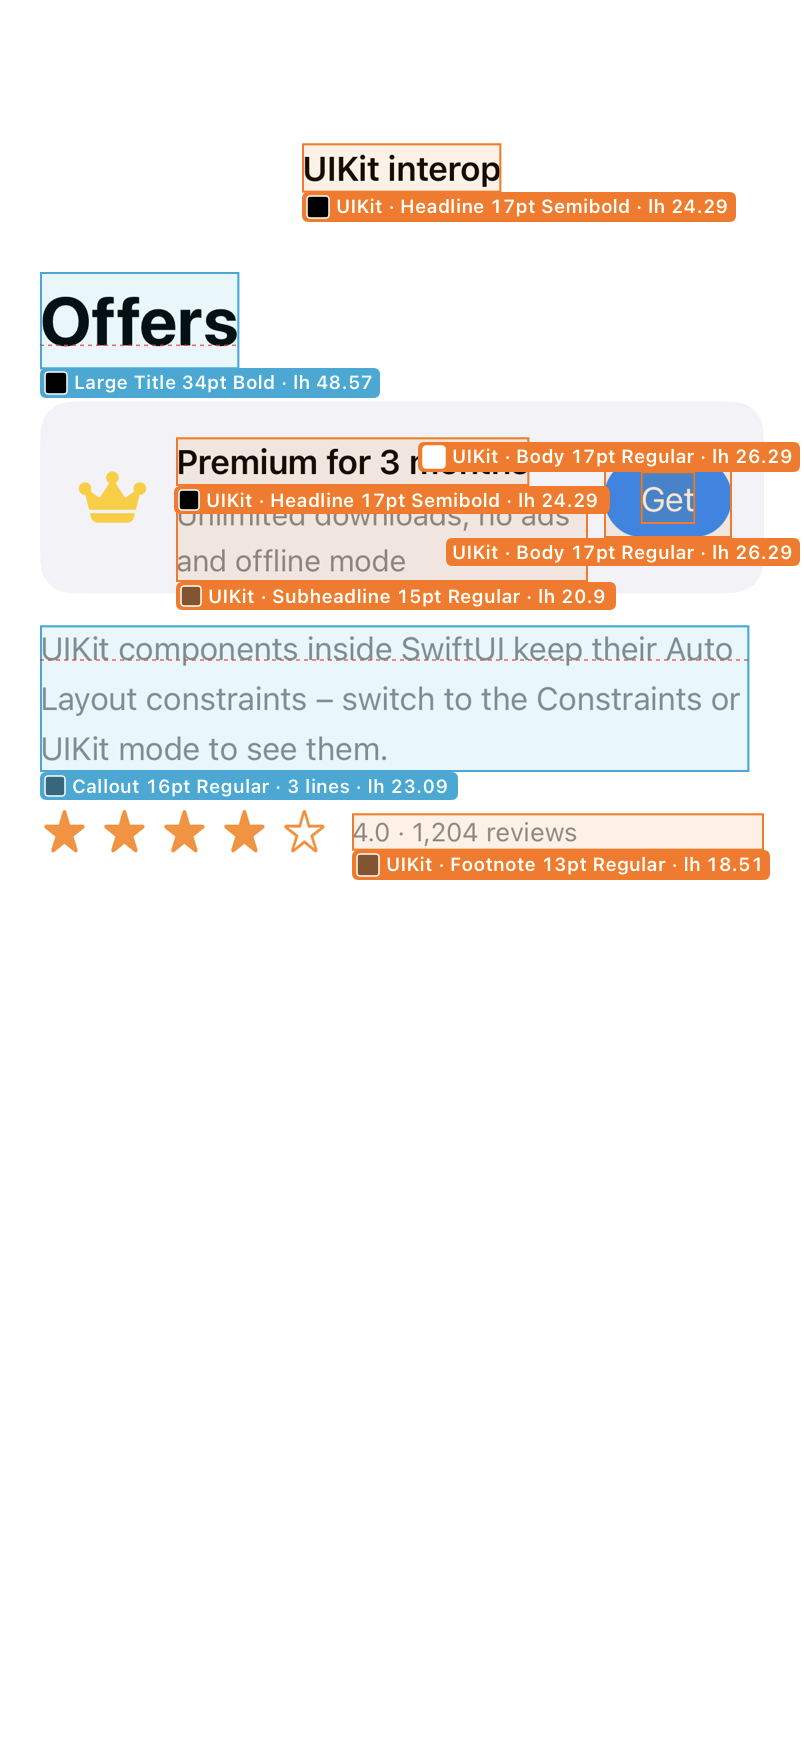 UIKit interop
UIKit · Headline 17pt Semibold · lh 24.29
Offers
Large Title 34pt Bold · lh 48.57
Premium for 3
UIKit · Body 17pt Regular · lh 26.29
UIKit · Headline 17pt Semibold · lh 24.29
Get
Unlimited downloads, no ads
and offline mode
UIKit · Body 17pt Regular · lh 26.29
UIKit · Subheadline 15pt Regular · lh 20.9
UIKit components inside SwiftUI keep their Auto
Layout constraints – switch to the Constraints or
UIKit mode to see them.
Callout 16pt Regular · 3 lines · lh 23.09
4.0 · 1,204 reviews
UIKit · Footnote 13pt Regular · lh 18.51